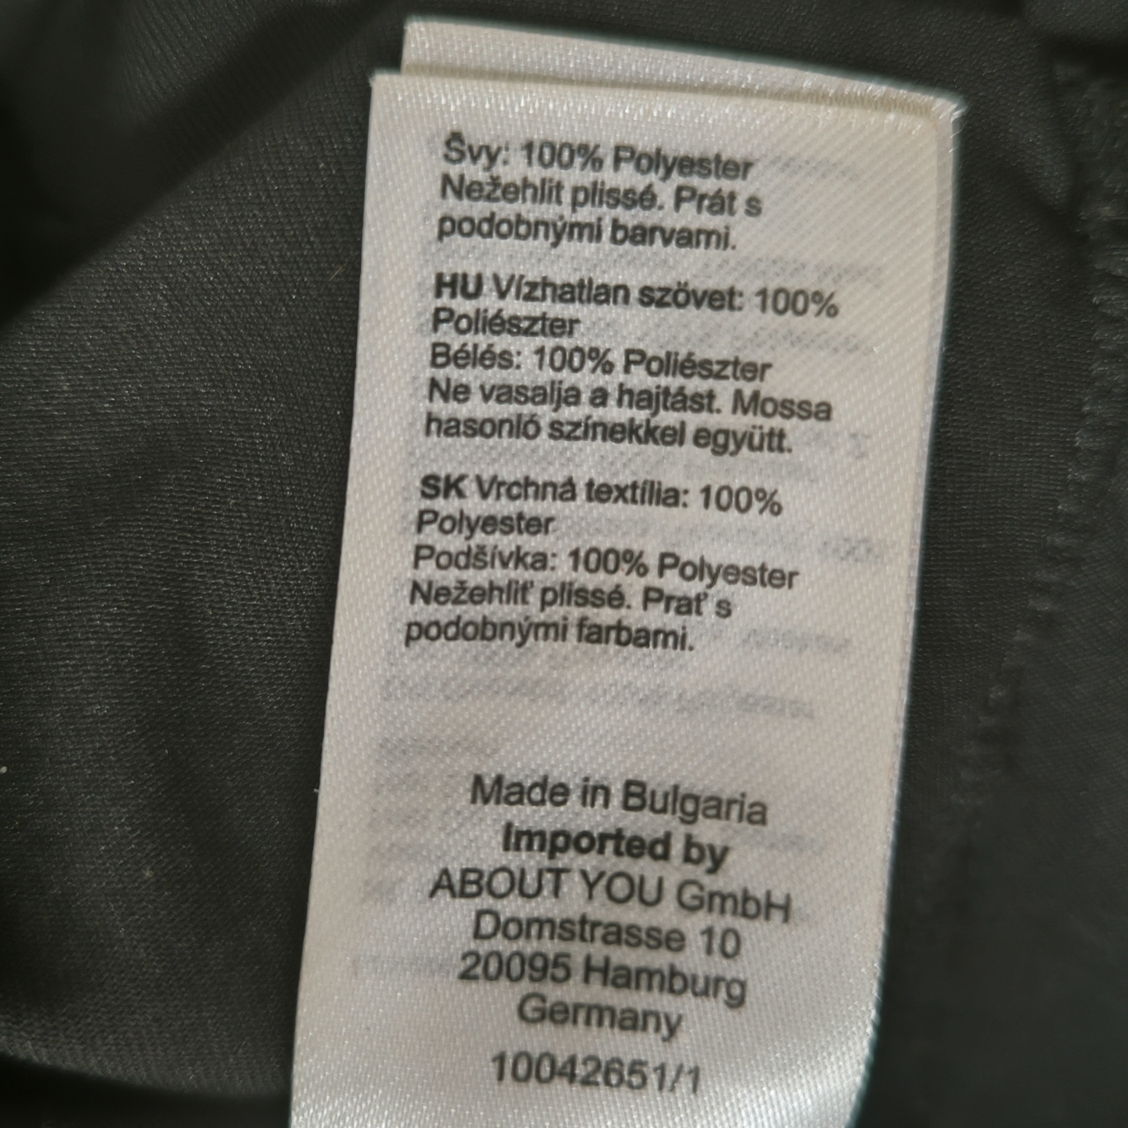 Švy: 100% Polyester
Nežehlit plissé. Prát s
podobnými barvami.
HU Vízhatlan szövet: 100%
Poliészter
Bélés: 100% Poliészter
Ne vasalja a hajtást. Mossa
hasonló színekkel együtt.
SK Vrchná textília: 100%
Polyester
Podšívka: 100% Polyester
Nežehliť plissé. Prať s
podobnými farbami.
Made in Bulgaria
Imported by
ABOUT YOU GmbH
Domstrasse 10
20095 Hamburg
Germany
10042651/1